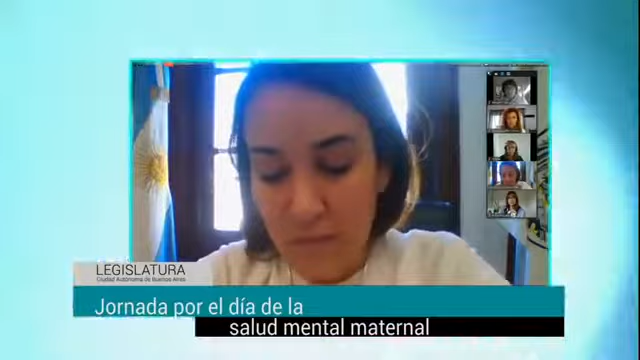 LEGISLATURA
Ciudad Autónoma de Buenos Aires
Jornada por el día de la
salud mental maternal